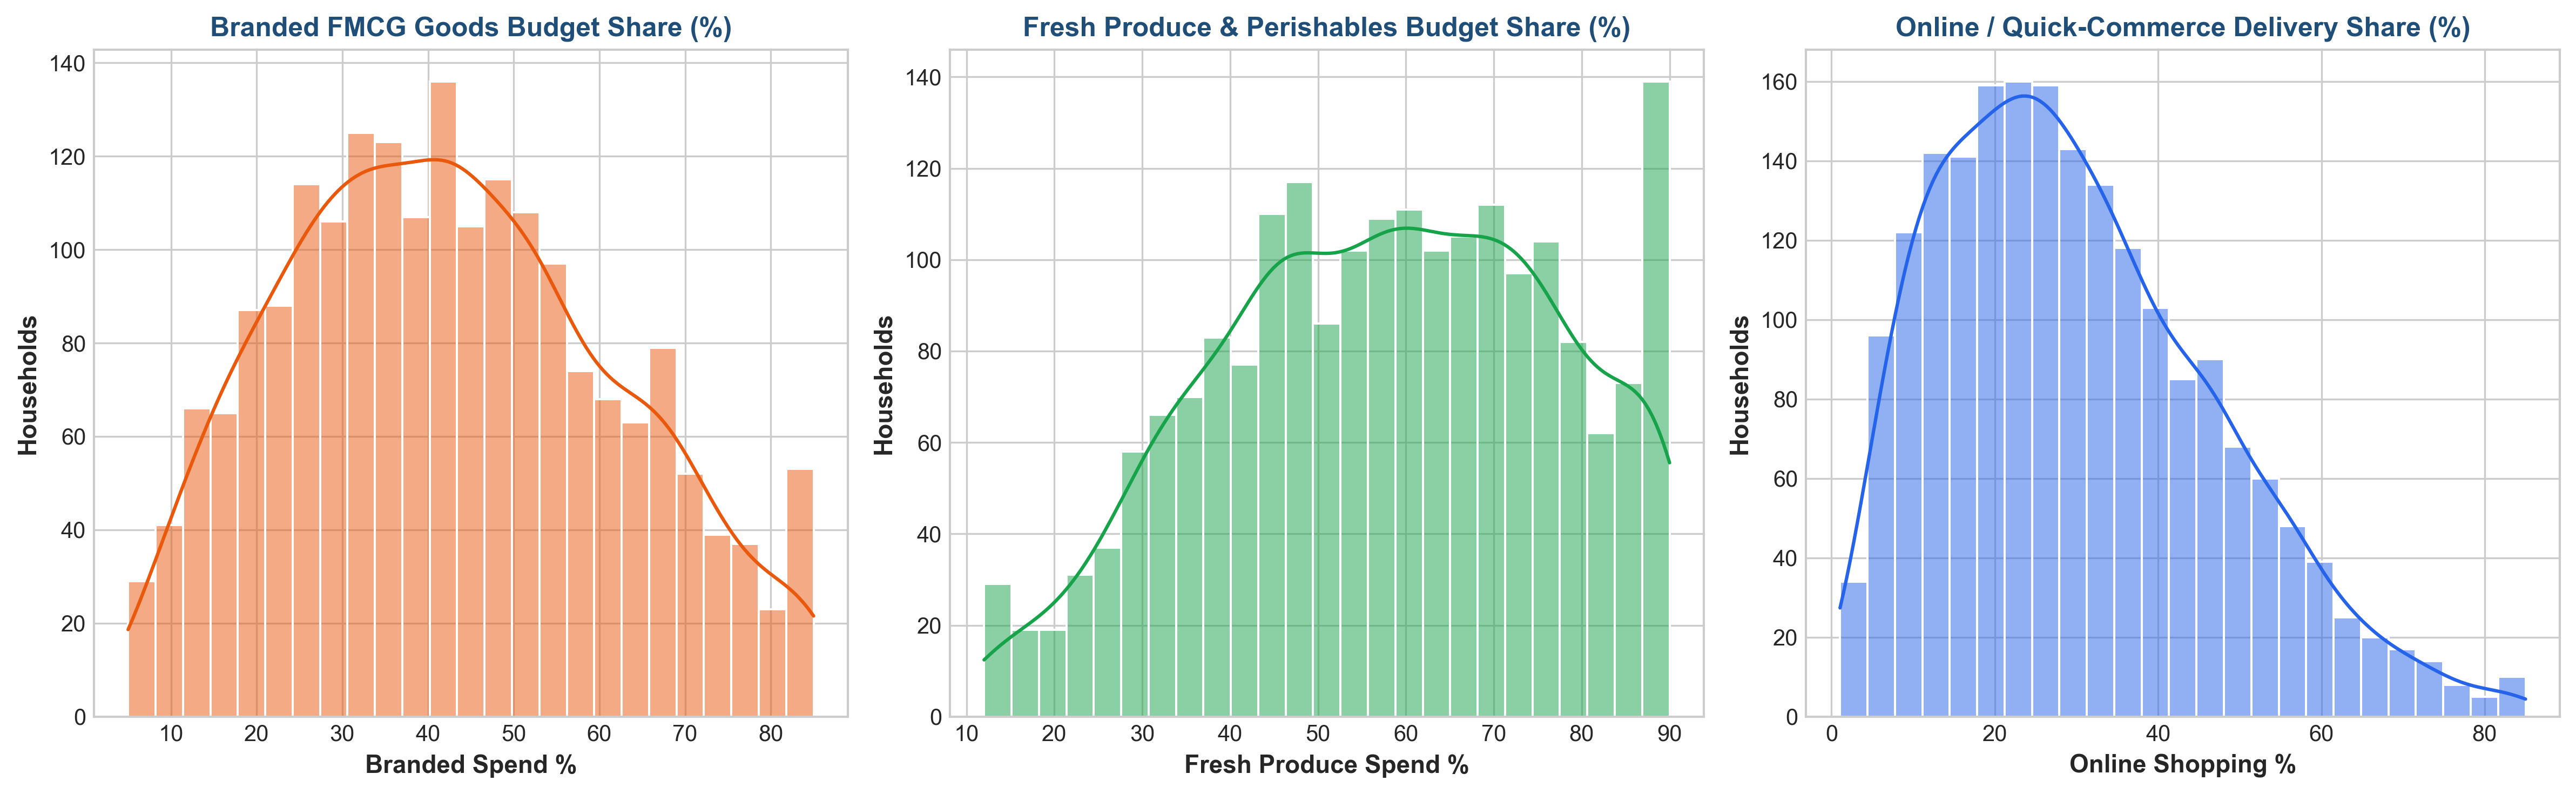 Branded FMCG Goods Budget Share (%)
140
120
100
80
60
40
20
0
Households
10 20 30 40 50 60 70 80
Branded Spend %
Fresh Produce & Perishables Budget Share (%)
140
120
100
80
60
40
20
0
Households
10 20 30 40 50 60 70 80 90
Fresh Produce Spend %
Online / Quick-Commerce Delivery Share (%)
160
140
120
100
80
60
40
20
0
Households
0 20 40 60 80
Online Shopping %